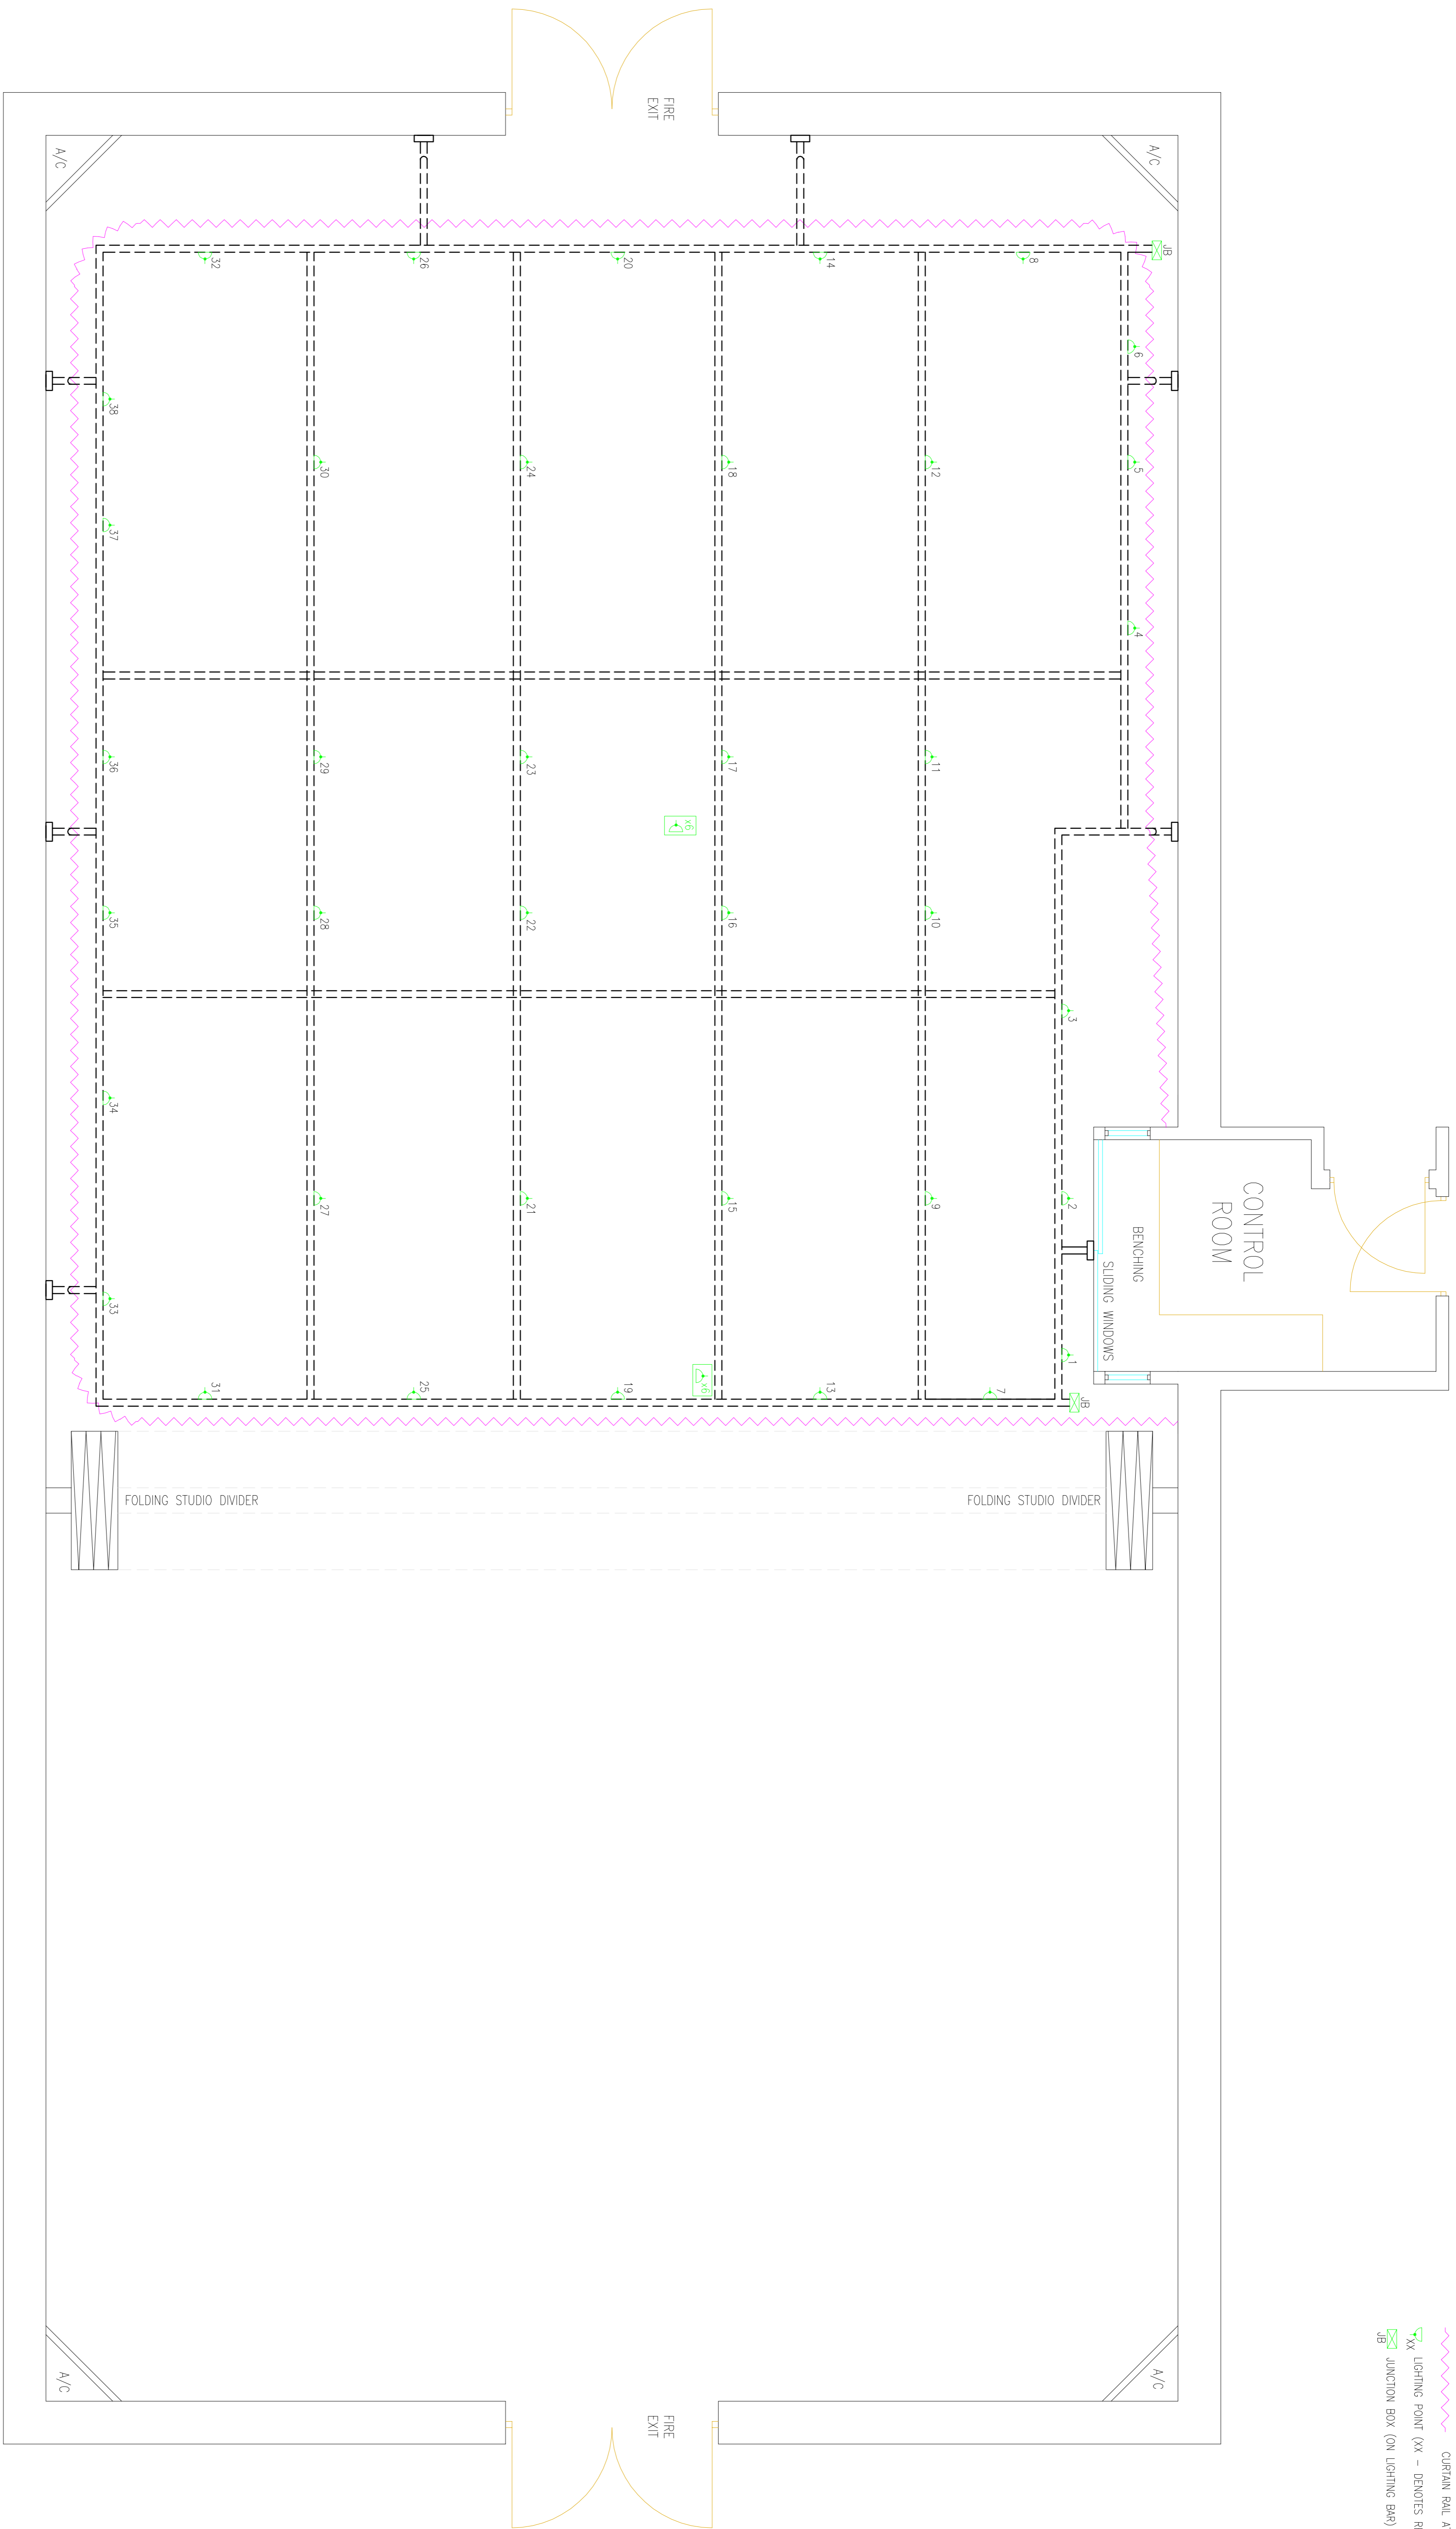 CURTAIN RAIL
XX LIGHTING POINT (XX - DENOTES
JB JUNCTION BOX (ON LIGHTING BAR)
CONTROL
ROOM
BENCHING
SLIDING WINDOWS
A/C
JB
6
5
4
3
2
1
JB
A/C
8
12
11
10
9
7
14
18
17
16
15
13
FIRE
EXIT
x6
x6
FIRE
EXIT
20
24
23
22
21
19
26
30
29
28
27
25
32
38
37
36
35
34
33
31
A/C
A/C
FOLDING STUDIO DIVIDER
FOLDING STUDIO DIVIDER